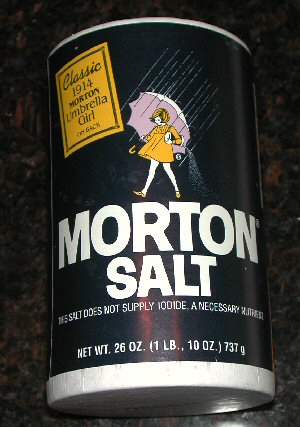 Classic
1914
MORTON
Umbrella
Girl
ON BACK
MORTON®
SALT
THIS SALT DOES NOT SUPPLY IODIDE, A NECESSARY NUTRIENT
NET WT. 26 OZ. (1 LB., 10 OZ.) 737 g